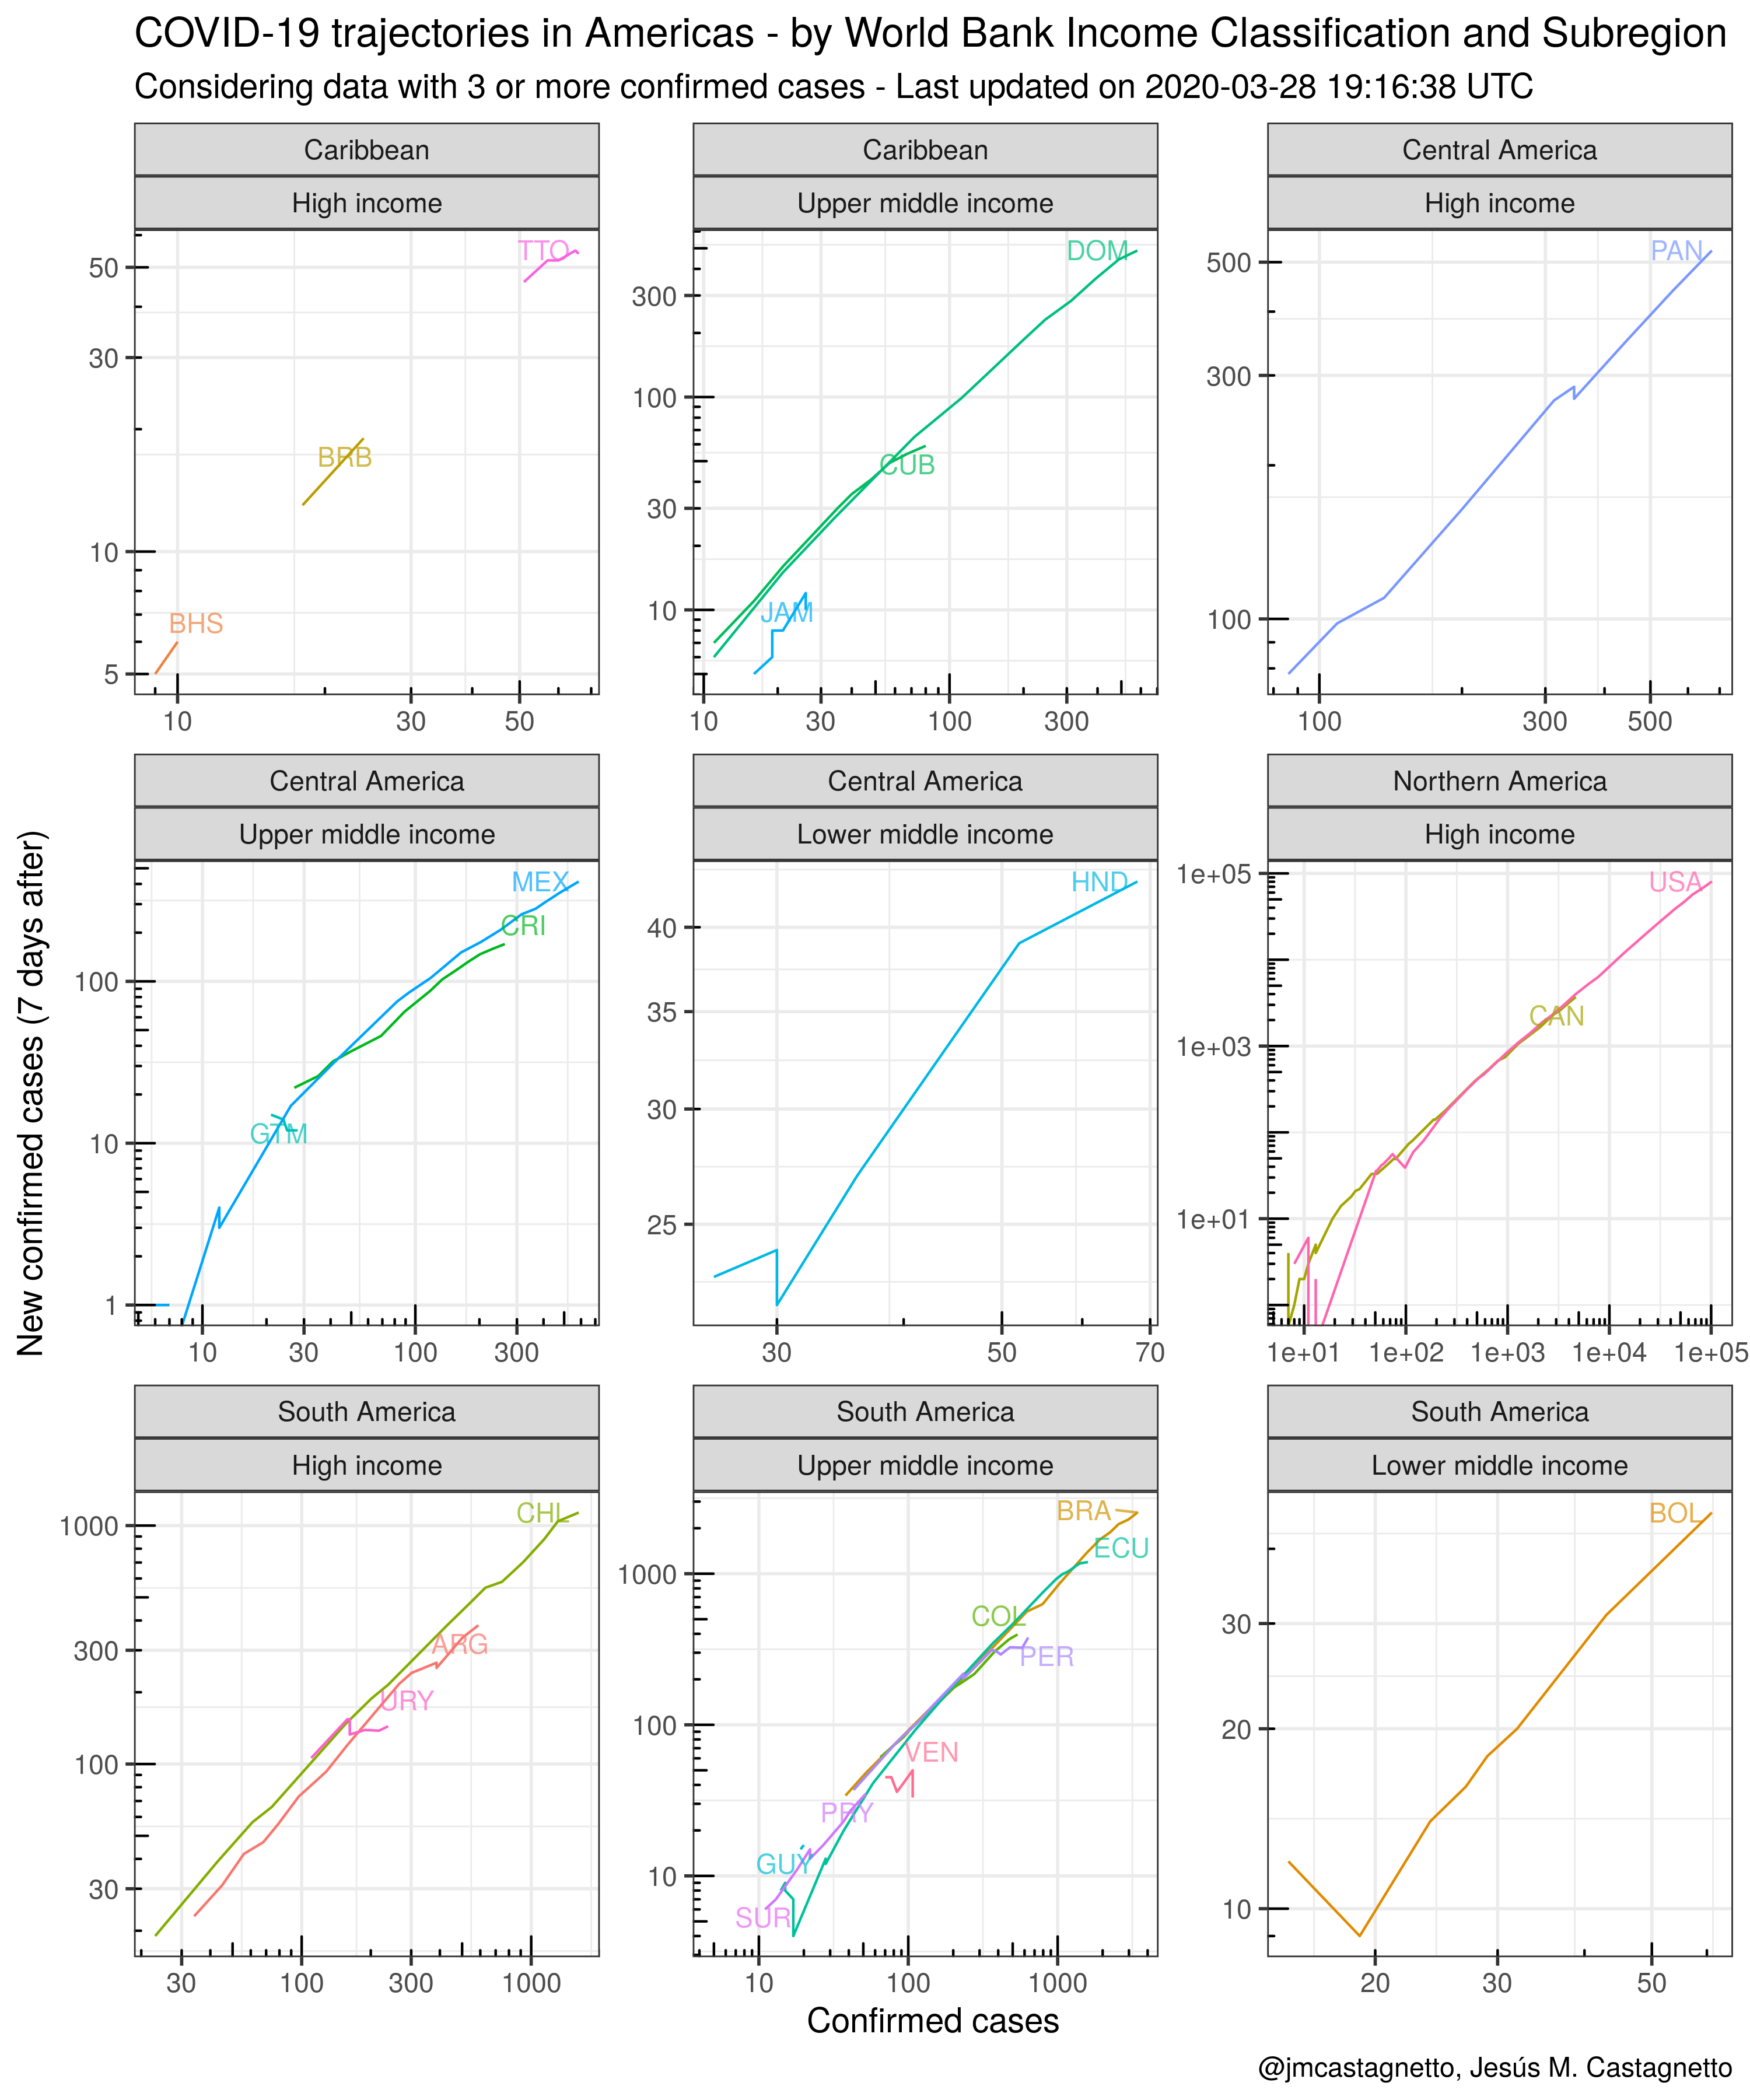 COVID-19 trajectories in Americas - by World Bank Income Classification and Subregion
Considering data with 3 or more confirmed cases - Last updated on 2020-03-28 19:16:38 UTC
Caribbean
High income
TTO
BRB
BHS
50
30
10
5
10 30 50
Caribbean
Upper middle income
DOM
CUB
JAM
300
100
30
10
10 30 100 300
Central America
High income
PAN
500
300
100
100 300 500
New confirmed cases (7 days after)
Central America
Upper middle income
MEX
CRI
GTM
100
10
1
10 30 100 300
Central America
Lower middle income
HND
40
35
30
25
30 50 70
Northern America
High income
USA
CAN
1e+05
1e+03
1e+01
1e+01 1e+02 1e+03 1e+04 1e+05
South America
High income
CHL
ARG
URY
1000
300
100
30
30 100 300 1000
South America
Upper middle income
BRA
ECU
COL
PER
VEN
PRY
GUY
SUR
1000
100
10
10 100 1000
South America
Lower middle income
BOL
30
20
10
20 30 50
Confirmed cases
@jmcastagnetto, Jesús M. Castagnetto